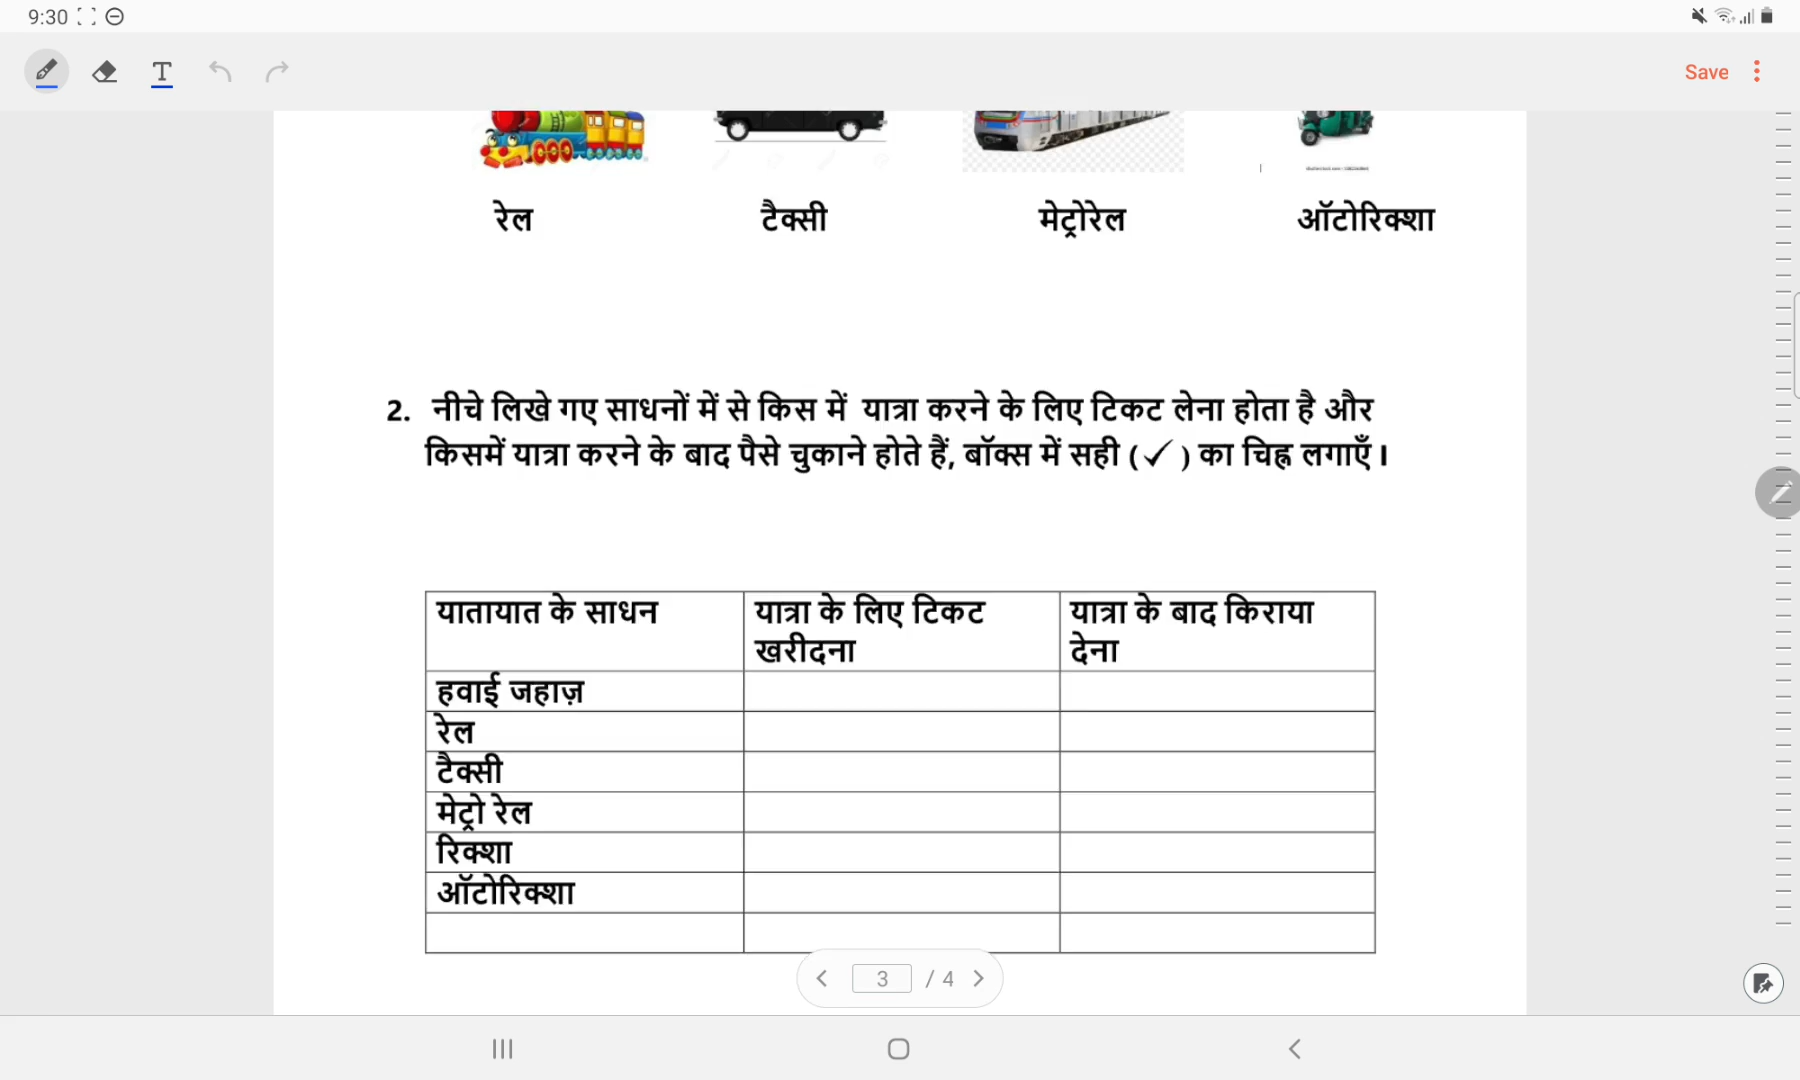 9:30
T
Save
रेल टैक्सी मेट्रोरेल ऑटोरिक्शा
2. नीचे लिखे गए साधनों में से किस में यात्रा करने के लिए टिकट लेना होता है और
किसमें यात्रा करने के बाद पैसे चुकाने होते हैं, बॉक्स में सही (✓) का चिह्न लगाएँ।
यातायात के साधन यात्रा के लिए टिकट यात्रा के बाद किराया
खरीदना देना
हवाई जहाज़
रेल
टैक्सी
मेट्रो रेल
रिक्शा
ऑटोरिक्शा
3 / 4